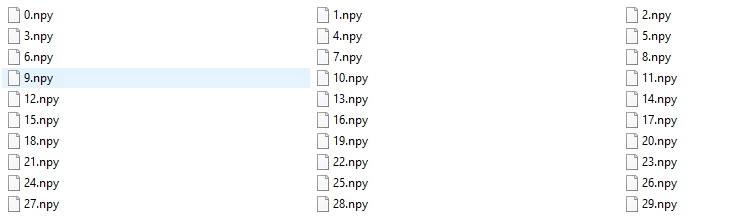 0.npy 1.npy 2.npy
3.npy 4.npy 5.npy
6.npy 7.npy 8.npy
9.npy 10.npy 11.npy
12.npy 13.npy 14.npy
15.npy 16.npy 17.npy
18.npy 19.npy 20.npy
21.npy 22.npy 23.npy
24.npy 25.npy 26.npy
27.npy 28.npy 29.npy